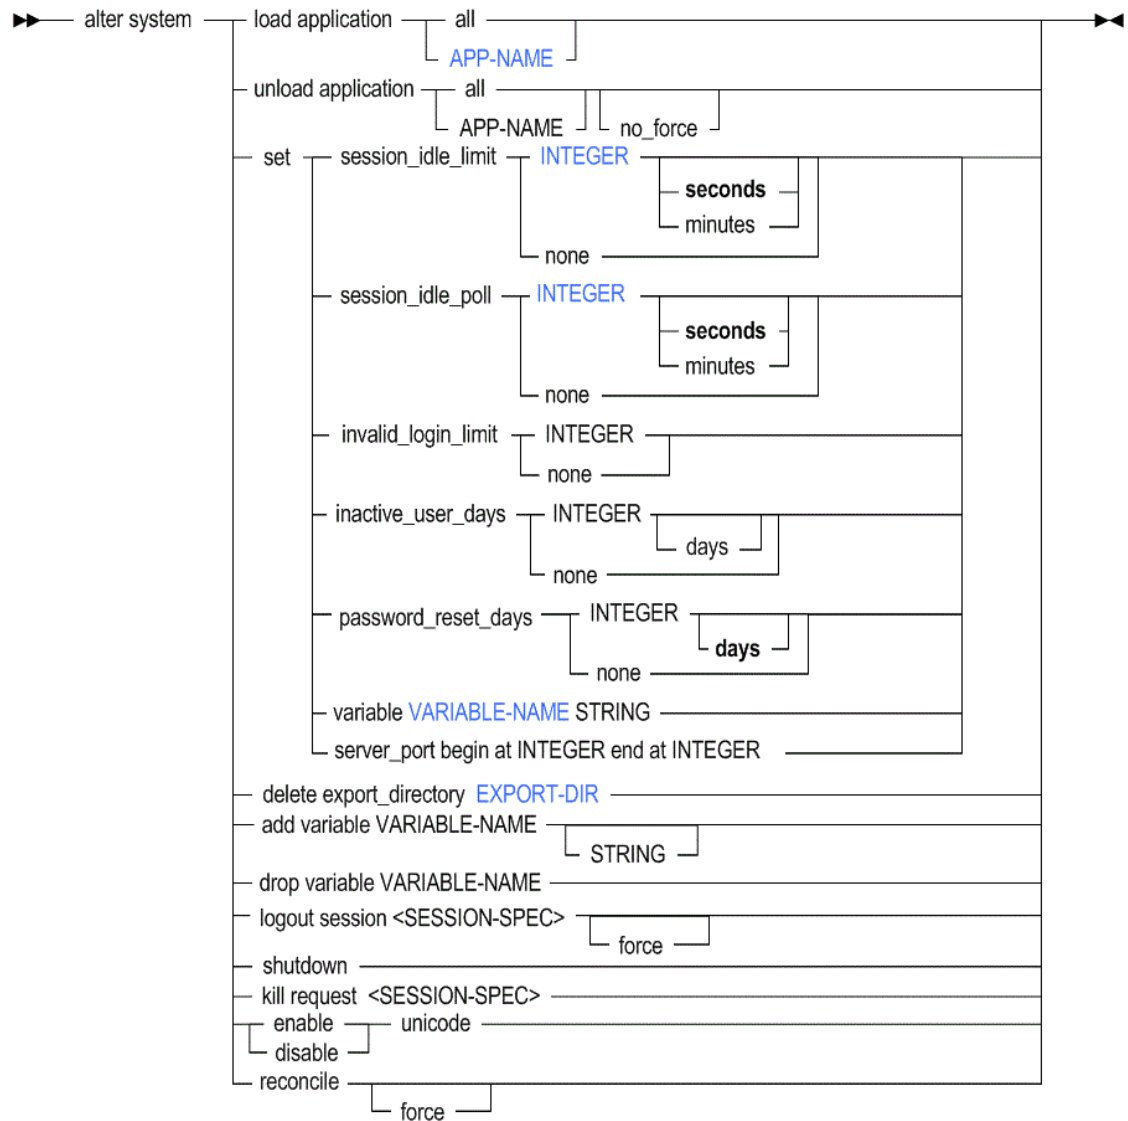 alter system load application all
APP-NAME
unload application all
APP-NAME no_force
set session_idle_limit INTEGER
seconds
minutes
none
session_idle_poll INTEGER
seconds
minutes
none
invalid_login_limit INTEGER
none
inactive_user_days INTEGER
days
none
password_reset_days INTEGER
days
none
variable VARIABLE-NAME STRING
server_port begin at INTEGER end at INTEGER
delete export_directory EXPORT-DIR
add variable VARIABLE-NAME
STRING
drop variable VARIABLE-NAME
logout session <SESSION-SPEC>
force
shutdown
kill request <SESSION-SPEC>
enable unicode
disable
reconcile
force